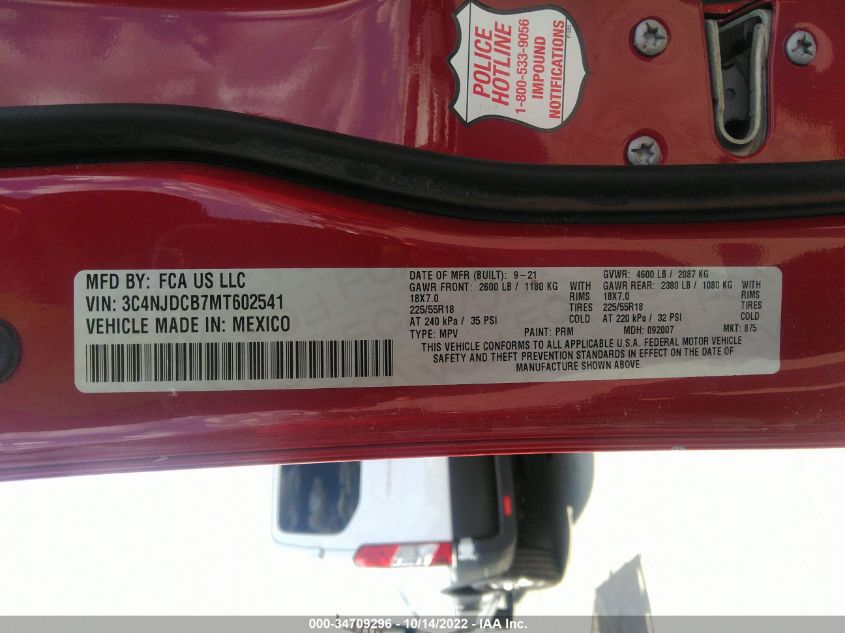 POLICE
HOTLINE
1-800-533-9056
IMPOUND
NOTIFICATIONS
MFD BY: FCA US LLC
VIN: 3C4NJDCB7MT602541
VEHICLE MADE IN: MEXICO
DATE OF MFR (BUILT): 9-21 GVWR: 4600 LB / 2087 KG
GAWR FRONT: 2600 LB / 1180 KG WITH GAWR REAR: 2380 LB / 1080 KG WITH
18X7.0 RIMS 18X7.0 RIMS
225/55R18 TIRES 225/55R18 TIRES
AT 240 kPa / 35 PSI COLD AT 220 kPa / 32 PSI COLD
TYPE: MPV PAINT: PRM MDH: 092007 MKT: 875
THIS VEHICLE CONFORMS TO ALL APPLICABLE U.S.A. FEDERAL MOTOR VEHICLE
SAFETY AND THEFT PREVENTION STANDARDS IN EFFECT ON THE DATE OF
MANUFACTURE SHOWN ABOVE.
000-34709296 - 10/14/2022 - IAA Inc.